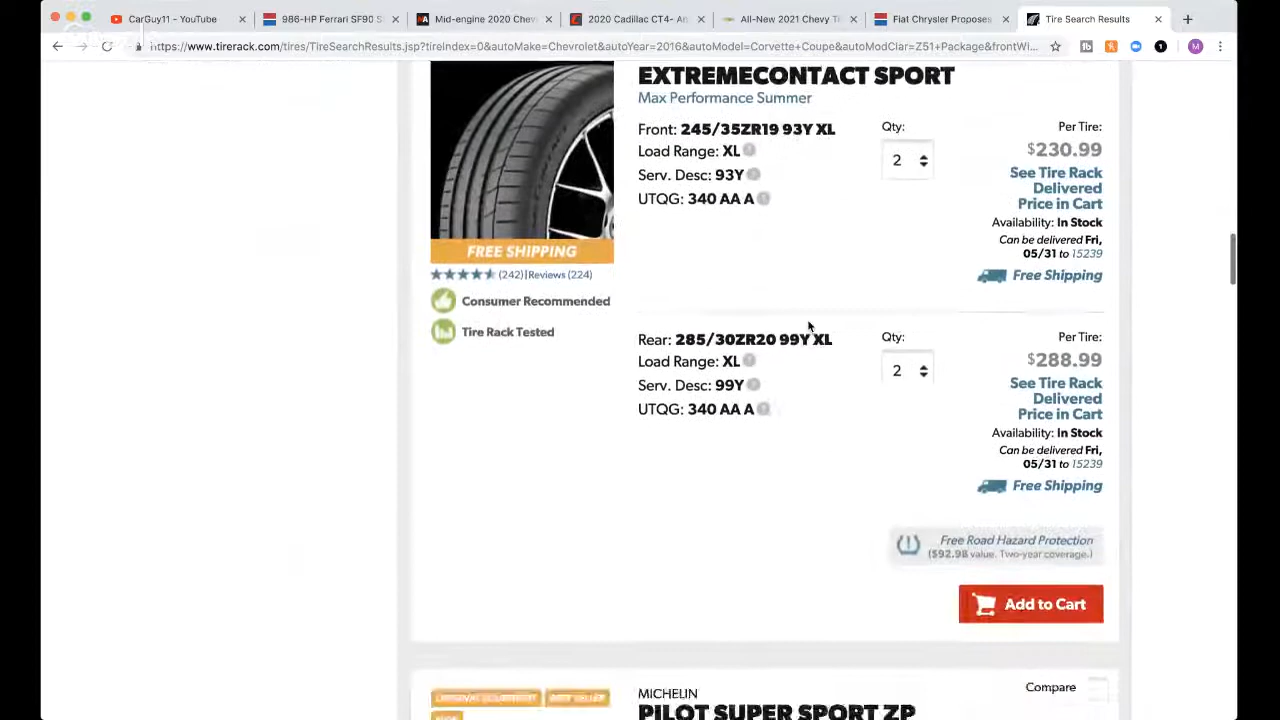 CarGuy11 - YouTube
986-HP Ferrari SF90 S
Mid-engine 2020 Chev
2020 Cadillac CT4- An
All-New 2021 Chevy T
Fiat Chrysler Proposes
Tire Search Results
https://www.tirerack.com/tires/TireSearchResults.jsp?tireIndex=0&autoMake=Chevrolet&autoYear=2016&autoModel=Corvette+Coupe&autoModClar=Z51+Package&frontWi...
EXTREMECONTACT SPORT
Max Performance Summer
Front: 245/35ZR19 93Y XL
Load Range: XL
Serv. Desc: 93Y
UTQG: 340 AA A
Qty:
2
Per Tire:
$230.99
See Tire Rack
Delivered
Price in Cart
Availability: In Stock
Can be delivered Fri,
05/31 to 15239
Free Shipping
FREE SHIPPING
(242)|Reviews (224)
Consumer Recommended
Tire Rack Tested
Rear: 285/30ZR20 99Y XL
Load Range: XL
Serv. Desc: 99Y
UTQG: 340 AA A
Qty:
2
Per Tire:
$288.99
See Tire Rack
Delivered
Price in Cart
Availability: In Stock
Can be delivered Fri,
05/31 to 15239
Free Shipping
Free Road Hazard Protection
($92.98 value. Two-year coverage.)
Add to Cart
ORIGINAL EQUIPMENT
BEST SELLER
MICHELIN
PILOT SUPER SPORT ZP
Compare